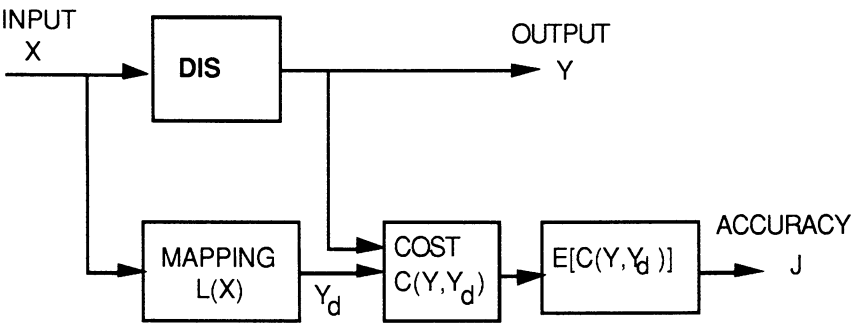 INPUT
X
DIS
OUTPUT
Y
MAPPING
L(X)
Yd
COST
C(Y,Yd)
E[C(Y,Yd)]
ACCURACY
J